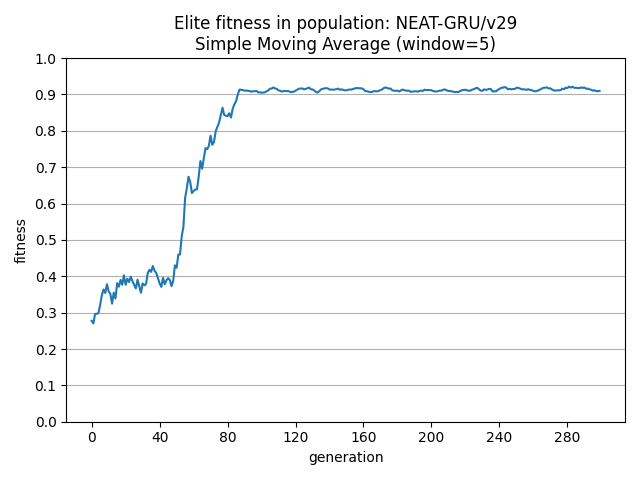 Elite fitness in population: NEAT-GRU/v29
Simple Moving Average (window=5)
1.0
0.9
0.8
0.7
0.6
0.5
0.4
0.3
0.2
0.1
0.0
fitness
0 40 80 120 160 200 240 280
generation